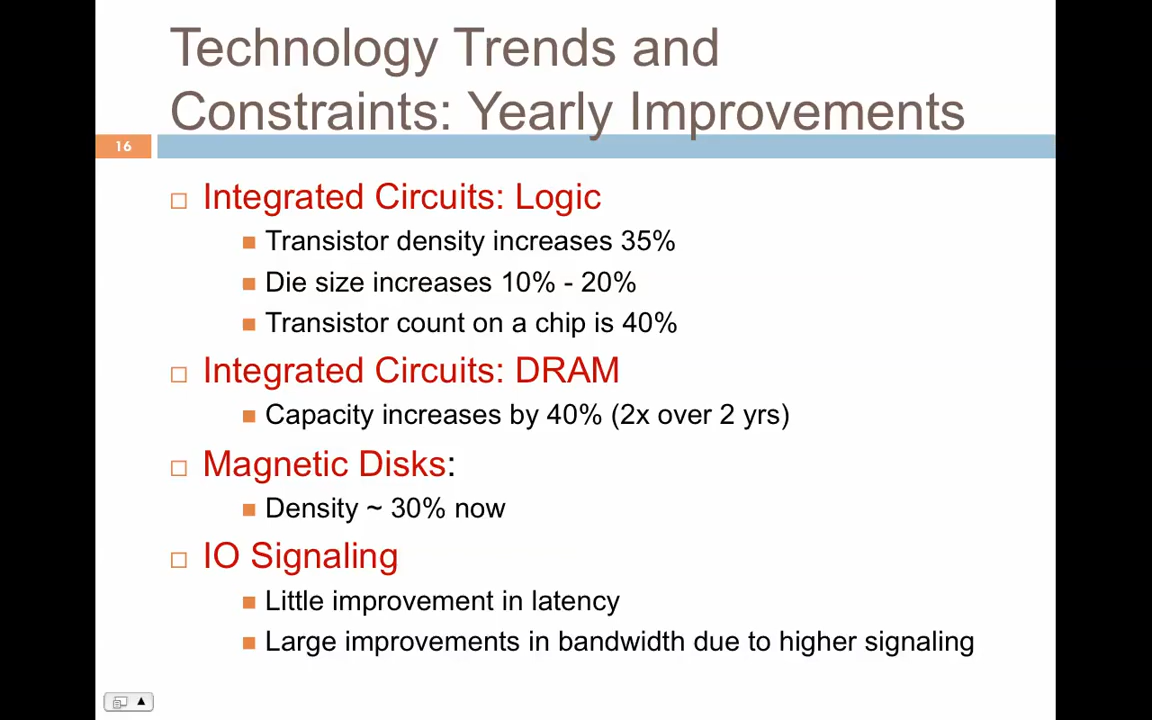 Technology Trends and
Constraints: Yearly Improvements
16
Integrated Circuits: Logic
Transistor density increases 35%
Die size increases 10% - 20%
Transistor count on a chip is 40%
Integrated Circuits: DRAM
Capacity increases by 40% (2x over 2 yrs)
Magnetic Disks:
Density ~ 30% now
IO Signaling
Little improvement in latency
Large improvements in bandwidth due to higher signaling